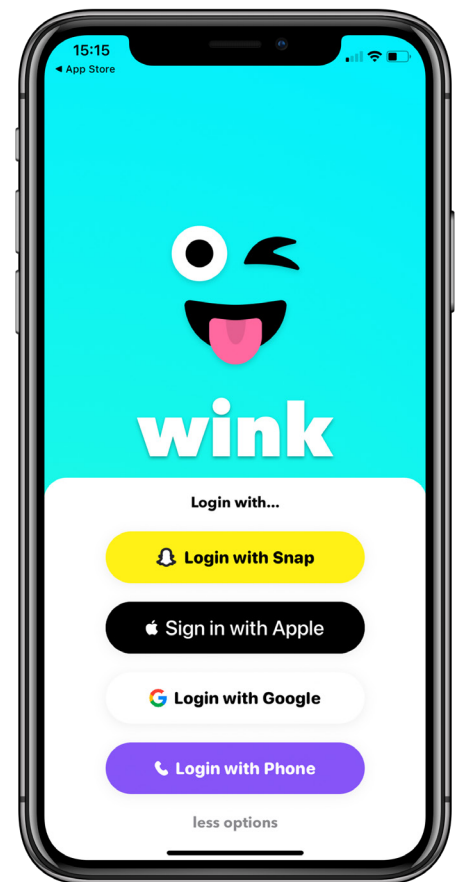 15:15
◀ App Store
wink
Login with...
Login with Snap
Sign in with Apple
Login with Google
Login with Phone
less options